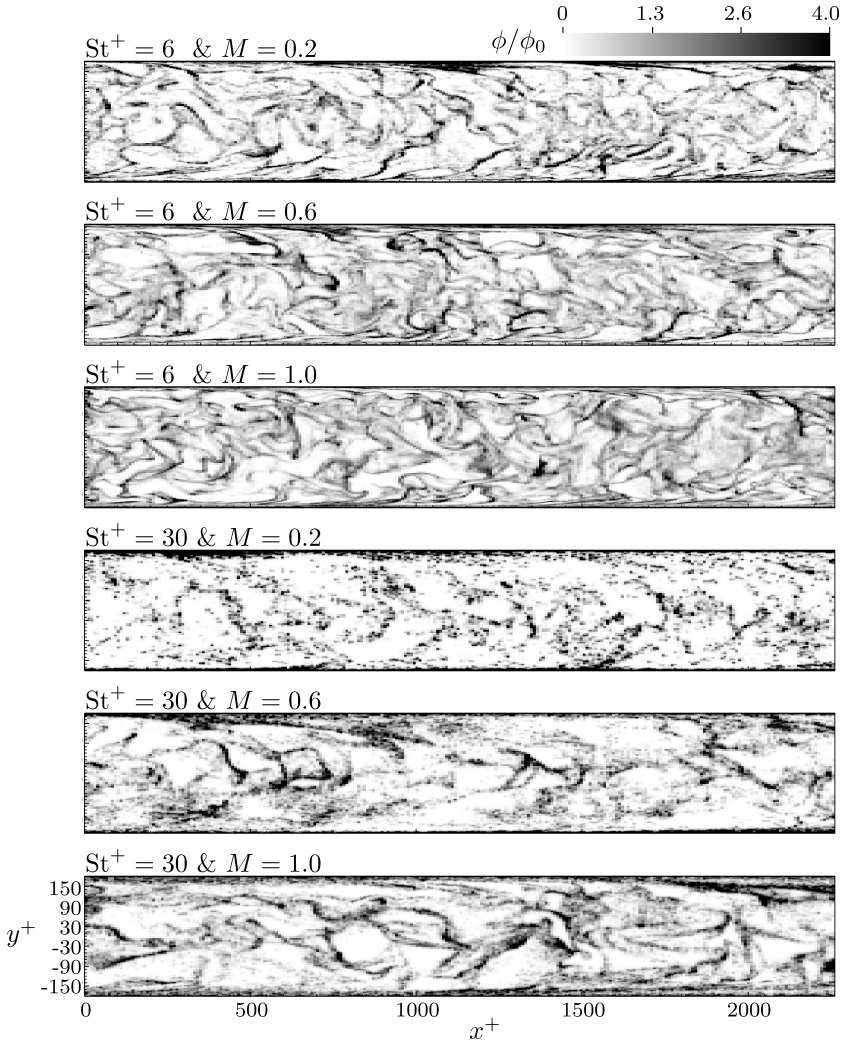 0 1.3 2.6 4.0
ϕ/ϕ₀
St⁺ = 6 & M = 0.2
St⁺ = 6 & M = 0.6
St⁺ = 6 & M = 1.0
St⁺ = 30 & M = 0.2
St⁺ = 30 & M = 0.6
St⁺ = 30 & M = 1.0
150
90
30
y⁺
-30
-90
-150
0 500 1000 1500 2000
x⁺